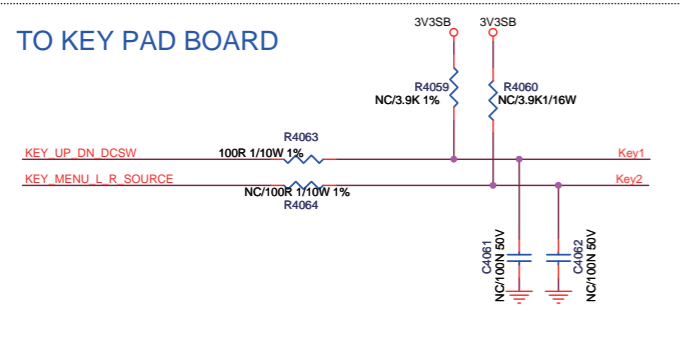 TO KEY PAD BOARD
3V3SB
3V3SB
R4059
NC/3.9K 1%
R4060
NC/3.9K1/16W
R4063
100R 1/10W 1%
KEY_UP_DN_DCSW
Key1
KEY_MENU_L_R_SOURCE
Key2
NC/100R 1/10W 1%
R4064
C4061
NC/100N 50V
C4062
NC/100N 50V